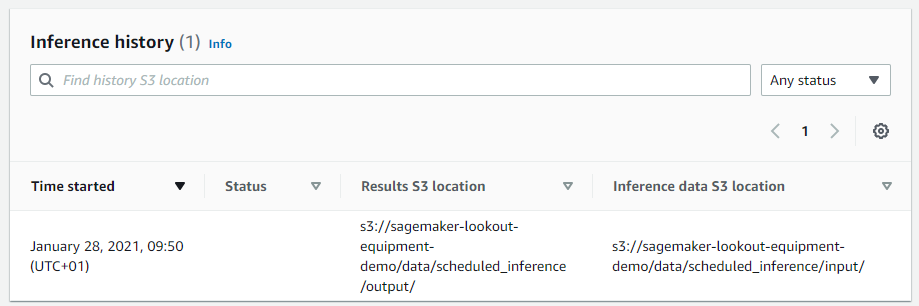 Inference history (1) Info
Find history S3 location
Any status
1
Time started Status Results S3 location Inference data S3 location
January 28, 2021, 09:50
(UTC+01)
s3://sagemaker-lookout-
equipment-
demo/data/scheduled_inference
/output/
s3://sagemaker-lookout-equipment-
demo/data/scheduled_inference/input/